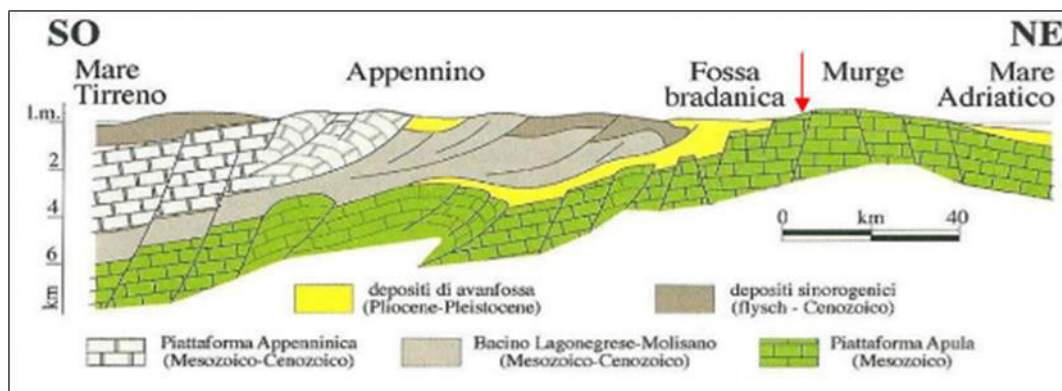 SO
NE
Mare
Tirreno
Appennino
Fossa
bradanica
Murge
Mare
Adriatico
l.m.
2
4
6
km
0 km 40
depositi di avanfossa
(Pliocene-Pleistocene)
depositi sinorogenici
(flysch - Cenozoico)
Piattaforma Appenninica
(Mesozoico-Cenozoico)
Bacino Lagonegrese-Molisano
(Mesozoico-Cenozoico)
Piattaforma Apula
(Mesozoico)